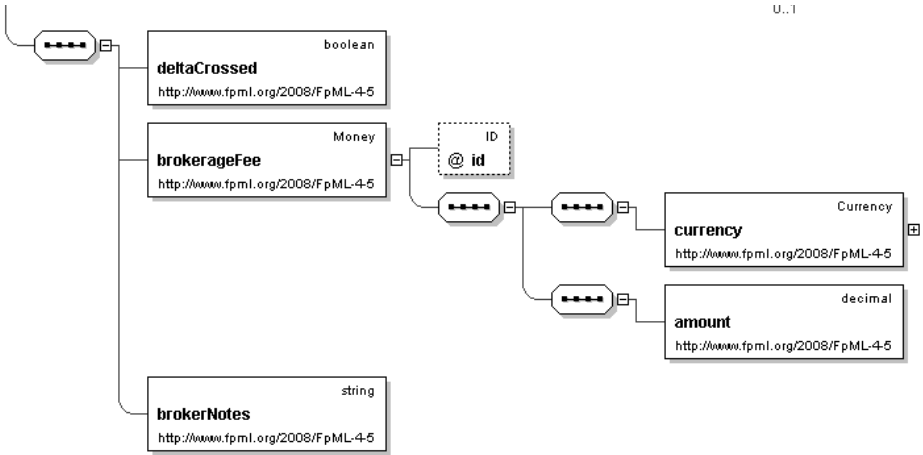 0..1
boolean
deltaCrossed
http://www.fpml.org/2008/FpML-4-5
Money
brokerageFee
http://www.fpml.org/2008/FpML-4-5
ID
@ id
Currency
currency
http://www.fpml.org/2008/FpML-4-5
decimal
amount
http://www.fpml.org/2008/FpML-4-5
string
brokerNotes
http://www.fpml.org/2008/FpML-4-5